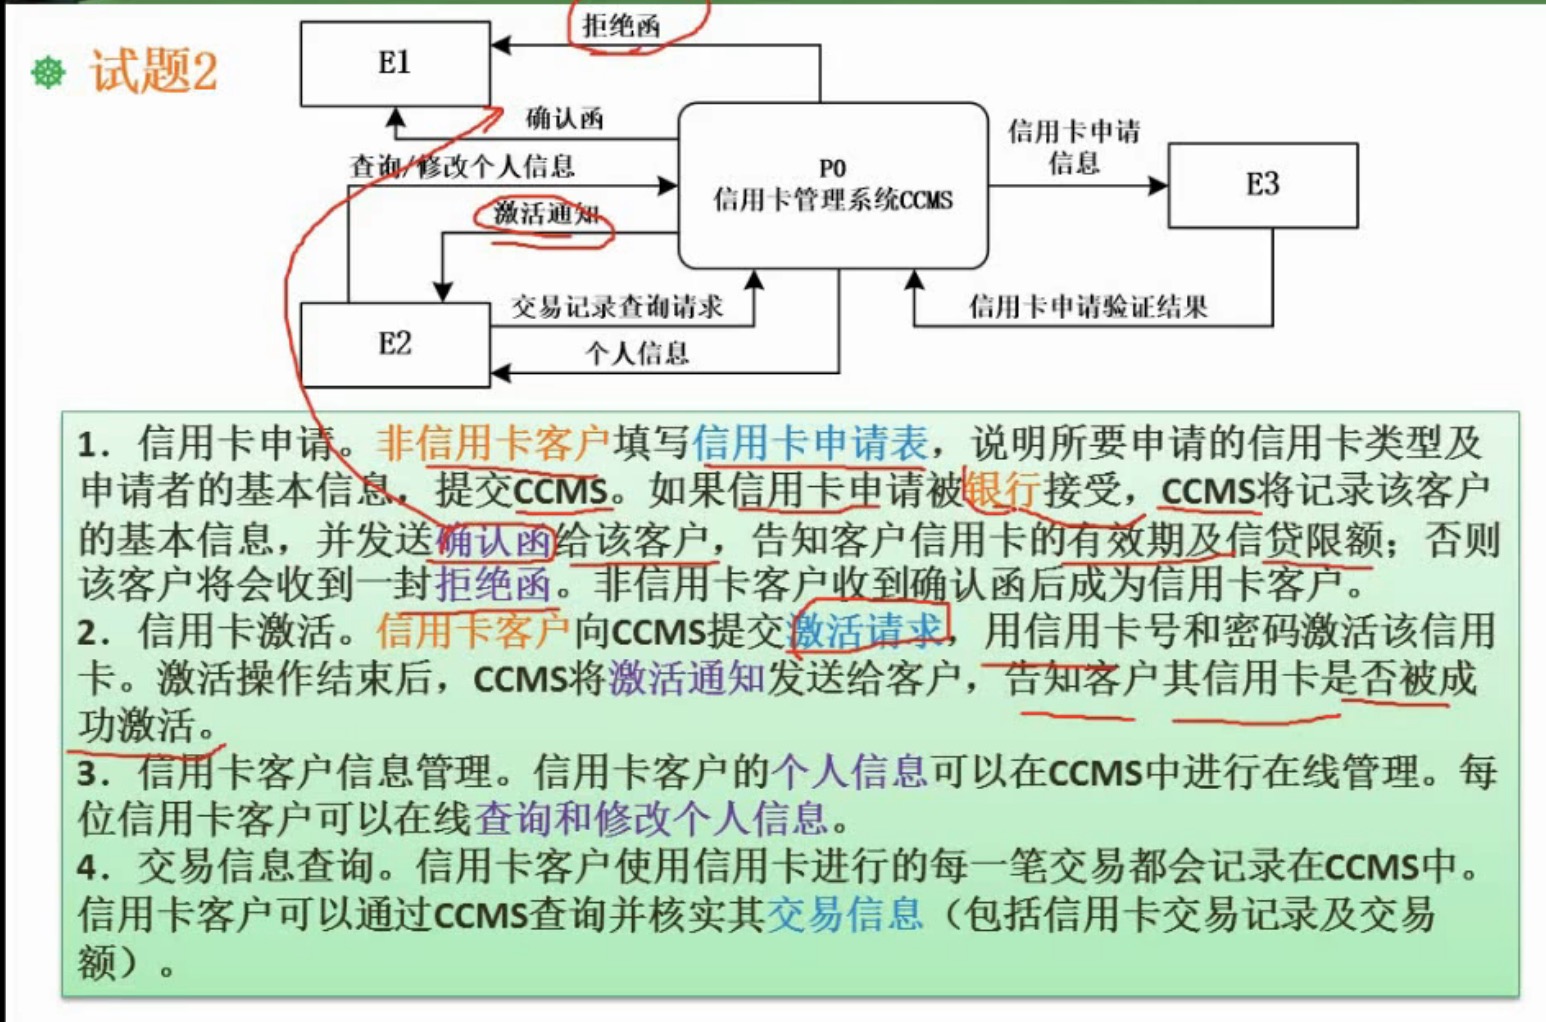 试题2
拒绝函
E1
确认函
信用卡申请
信息
查询/修改个人信息
P0
信用卡管理系统CCMS
E3
激活通知
交易记录查询请求
信用卡申请验证结果
E2
个人信息
1. 信用卡申请。非信用卡客户填写信用卡申请表，说明所要申请的信用卡类型及
申请者的基本信息，提交CCMS。如果信用卡申请被银行接受，CCMS将记录该客户
的基本信息，并发送确认函给该客户，告知客户信用卡的有效期及信贷限额；否则
该客户将会收到一封拒绝函。非信用卡客户收到确认函后成为信用卡客户。
2. 信用卡激活。信用卡客户向CCMS提交激活请求，用信用卡号和密码激活该信用
卡。激活操作结束后，CCMS将激活通知发送给客户，告知客户其信用卡是否被成
功激活。
3. 信用卡客户信息管理。信用卡客户的个人信息可以在CCMS中进行在线管理。每
位信用卡客户可以在线查询和修改个人信息。
4. 交易信息查询。信用卡客户使用信用卡进行的每一笔交易都会记录在CCMS中。
信用卡客户可以通过CCMS查询并核实其交易信息（包括信用卡交易记录及交易
额）。